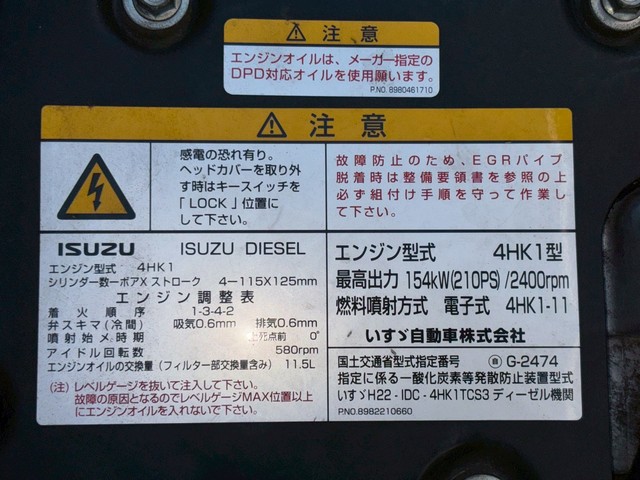 注意
エンジンオイルは、メーカー指定の
DPD対応オイルを使用願います。
P.NO. 8980461710
注意
感電の恐れ有り。
ヘッドカバーを取り外
す時はキースイッチを
「LOCK」位置に
して下さい。
故障防止のため、EGRパイプ
脱着時は整備要領書を参照の上
必ず組付け手順を守って作業し
て下さい。
ISUZU ISUZU DIESEL
エンジン型式 4HK1
シリンダー数ーボアXストローク 4-115X125mm
エンジン調整表
着火順序 1-3-4-2
弁スキマ(冷間) 吸気0.6mm 排気0.6mm
噴射始メ時期 上死点前 0°
アイドル回転数 580rpm
エンジンオイルの交換量(フィルター部交換量含み) 11.5L
(注)レベルゲージを抜いて注入して下さい。
故障の原因となるのでレベルゲージMAX位置以上
にエンジンオイルを入れないで下さい。
エンジン型式 4HK1型
最高出力 154kW(210PS)/2400rpm
燃料噴射方式 電子式 4HK1-11
いすゞ自動車株式会社
国土交通省型式指定番号 自 G-2474
指定に係る一酸化炭素等発散防止装置型式
いすゞH22-IDC-4HK1TCS3 ディーゼル機関
P.NO.8982210660